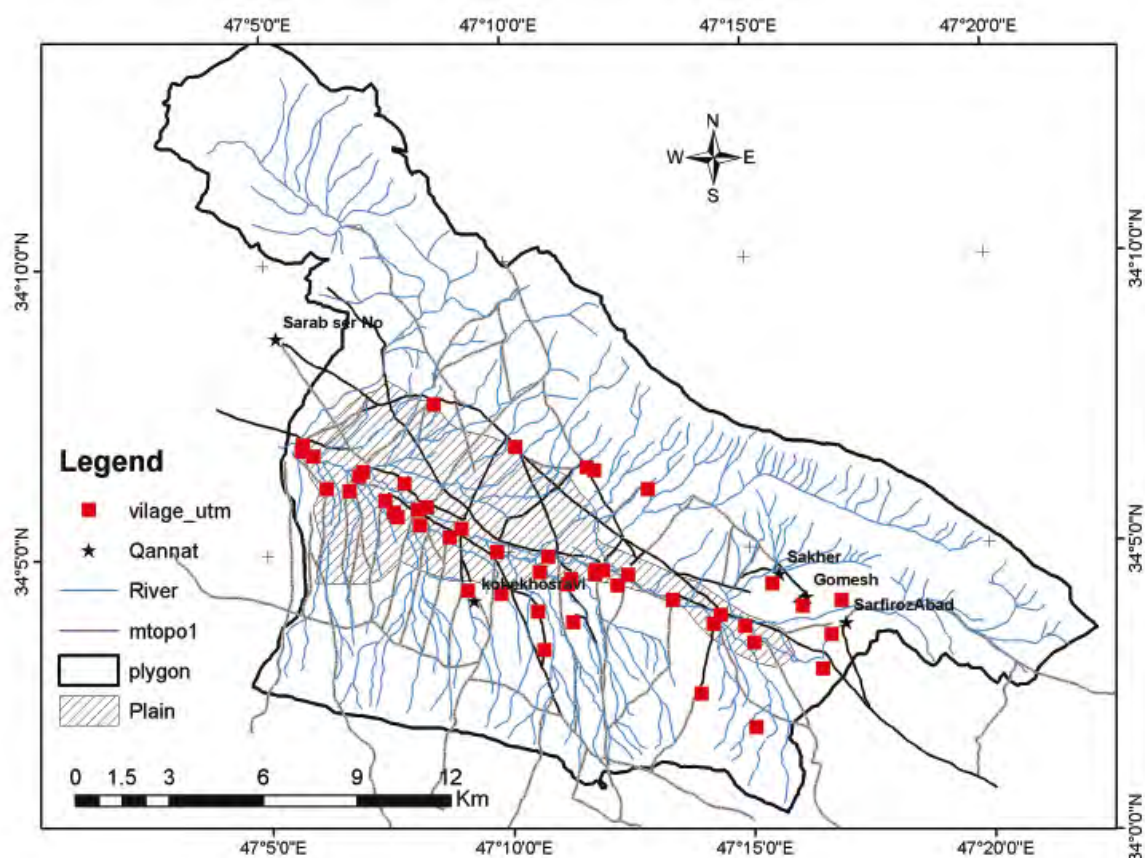 47°5'0"E 47°10'0"E 47°15'0"E 47°20'0"E
N
W E
S
34°10'0"N
34°10'0"N
Sarab ser No
Legend
vilage_utm
Qannat
River
mtopo1
plygon
Plain
Sakher
Gomesh
SarfirozAbad
kohekhosravi
34°5'0"N
34°5'0"N
0 1.5 3 6 9 12
Km
34°0'0"N
47°5'0"E 47°10'0"E 47°15'0"E 47°20'0"E